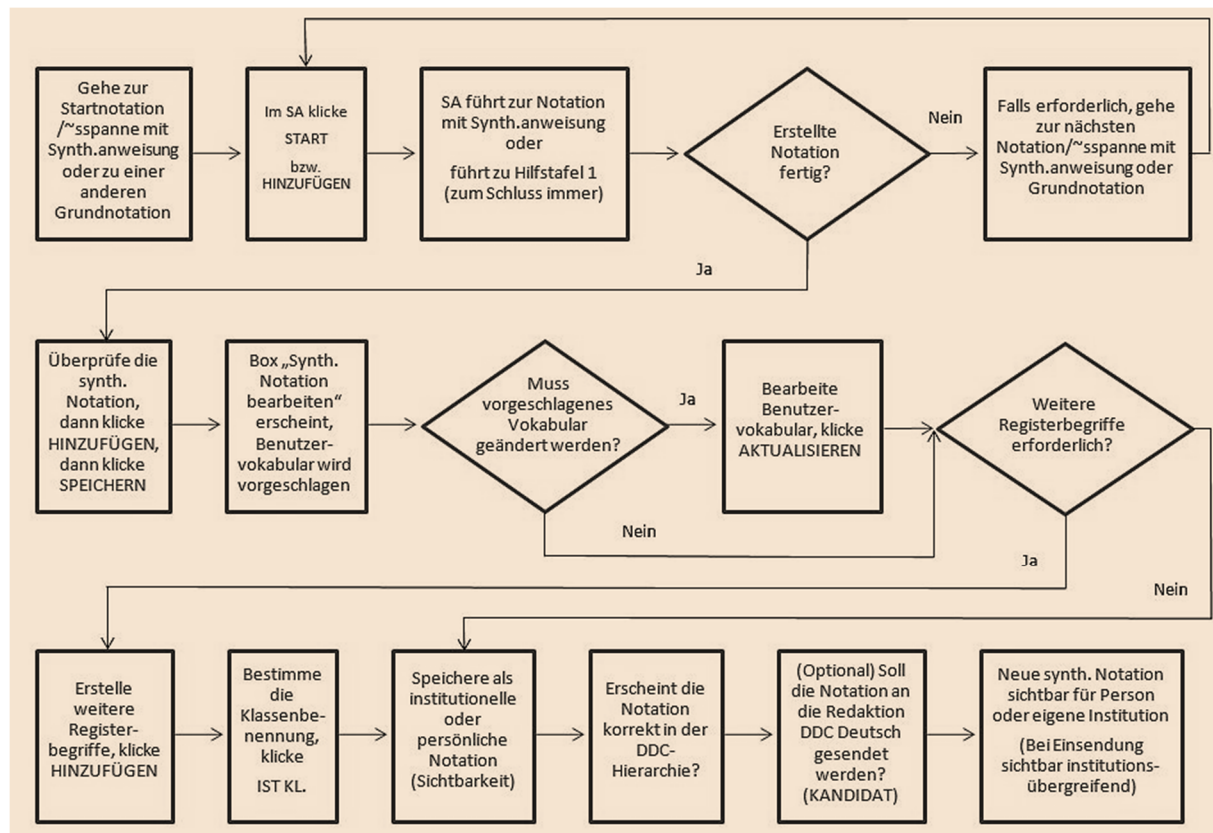 Gehe zur
Startnotation
/~sspanne mit
Synth.anweisung
oder zu einer
anderen
Grundnotation
Im SA klicke
START
bzw.
HINZUFÜGEN
SA führt zur Notation
mit Synth.anweisung
oder
führt zu Hilfstafel 1
(zum Schluss immer)
Erstellte
Notation
fertig?
Nein
Falls erforderlich, gehe
zur nächsten
Notation/~sspanne mit
Synth.anweisung oder
Grundnotation
Ja
Überprüfe die
synth.
Notation,
dann klicke
HINZUFÜGEN,
dann klicke
SPEICHERN
Box „Synth.
Notation
bearbeiten“
erscheint,
Benutzer-
vokabular wird
vorgeschlagen
Muss
vorgeschlagenes
Vokabular
geändert werden?
Ja
Nein
Bearbeite
Benutzer-
vokabular, klicke
AKTUALISIEREN
Weitere
Registerbegriffe
erforderlich?
Ja
Nein
Erstelle
weitere
Register-
begriffe, klicke
HINZUFÜGEN
Bestimme
die
Klassenbe-
nennung,
klicke
IST KL.
Speichere als
institutionelle
oder
persönliche
Notation
(Sichtbarkeit)
Erscheint die
Notation
korrekt in der
DDC-
Hierarchie?
(Optional) Soll
die Notation an
die Redaktion
DDC Deutsch
gesendet
werden?
(KANDIDAT)
Neue synth. Notation
sichtbar für Person
oder eigene Institution
(Bei Einsendung
sichtbar institutions-
übergreifend)